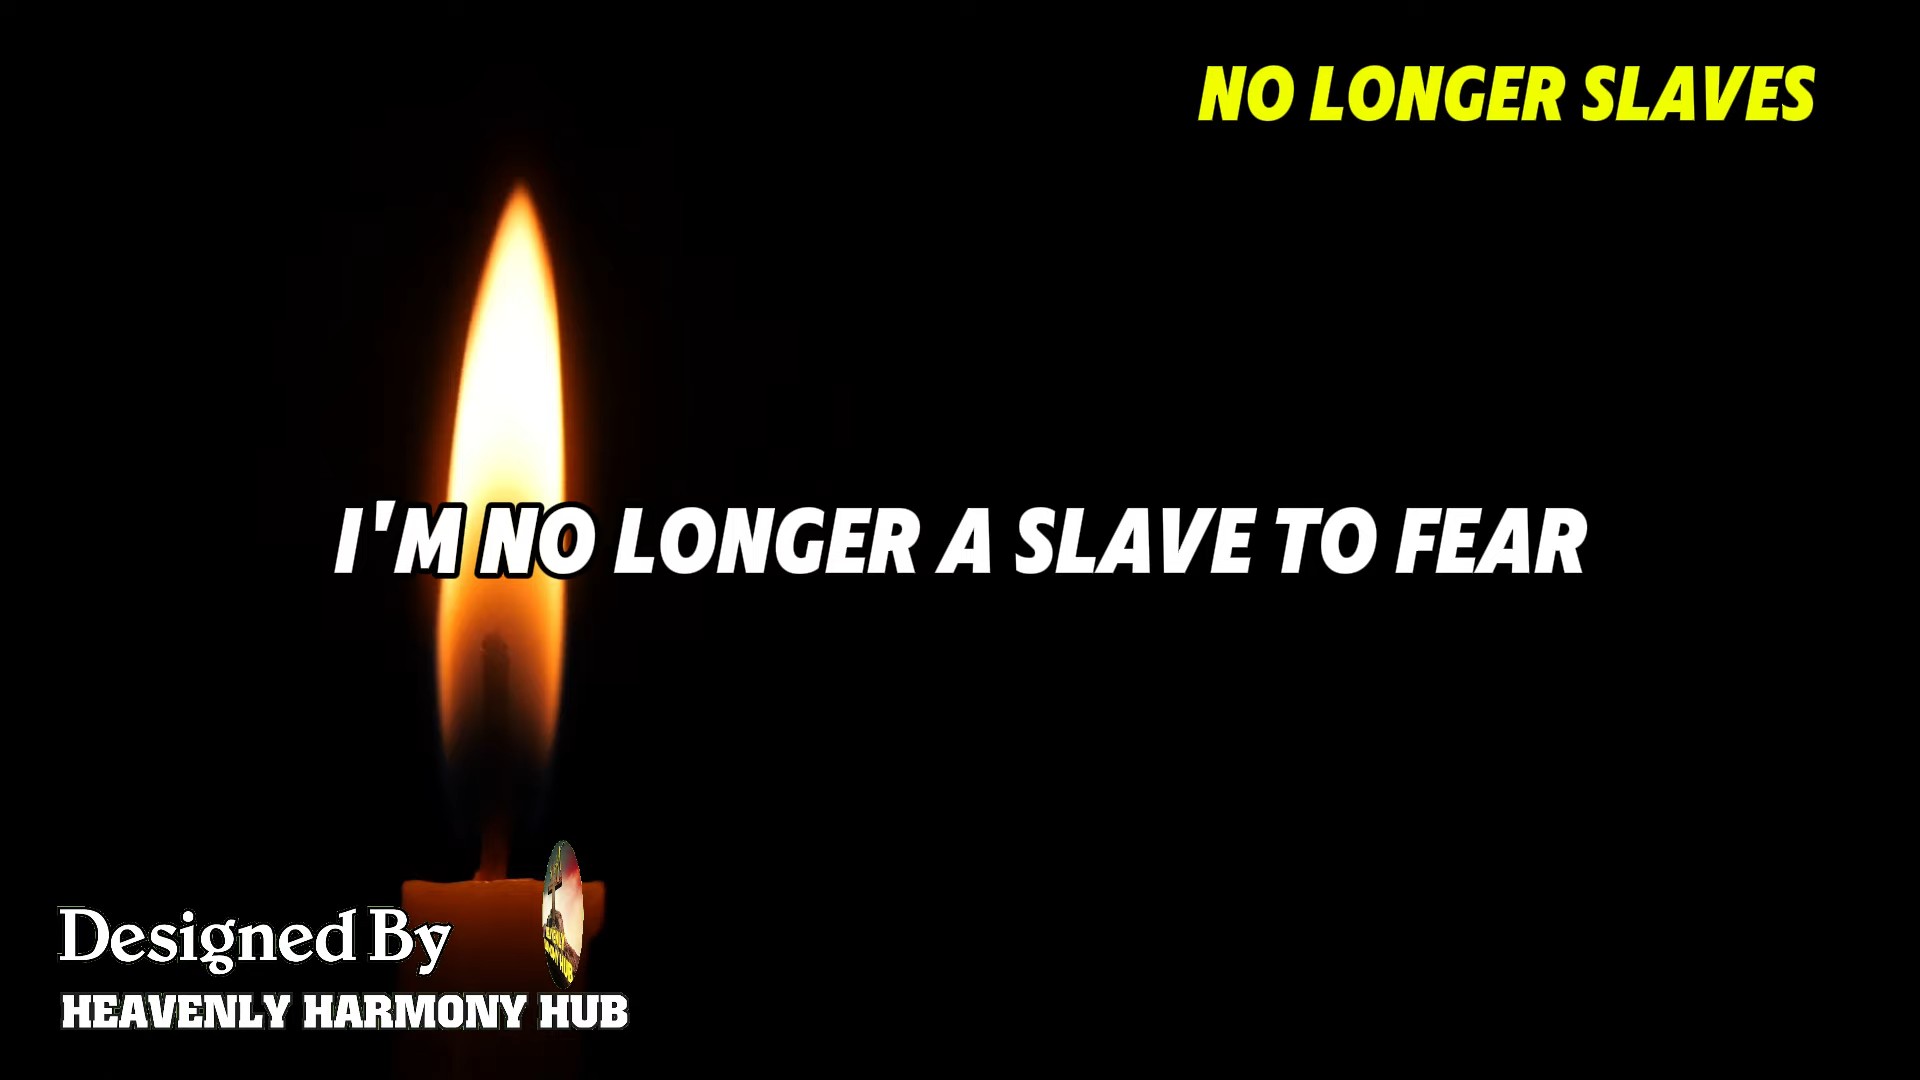 NO LONGER SLAVES
I'M NO LONGER A SLAVE TO FEAR
Designed By
HEAVENLY HARMONY HUB